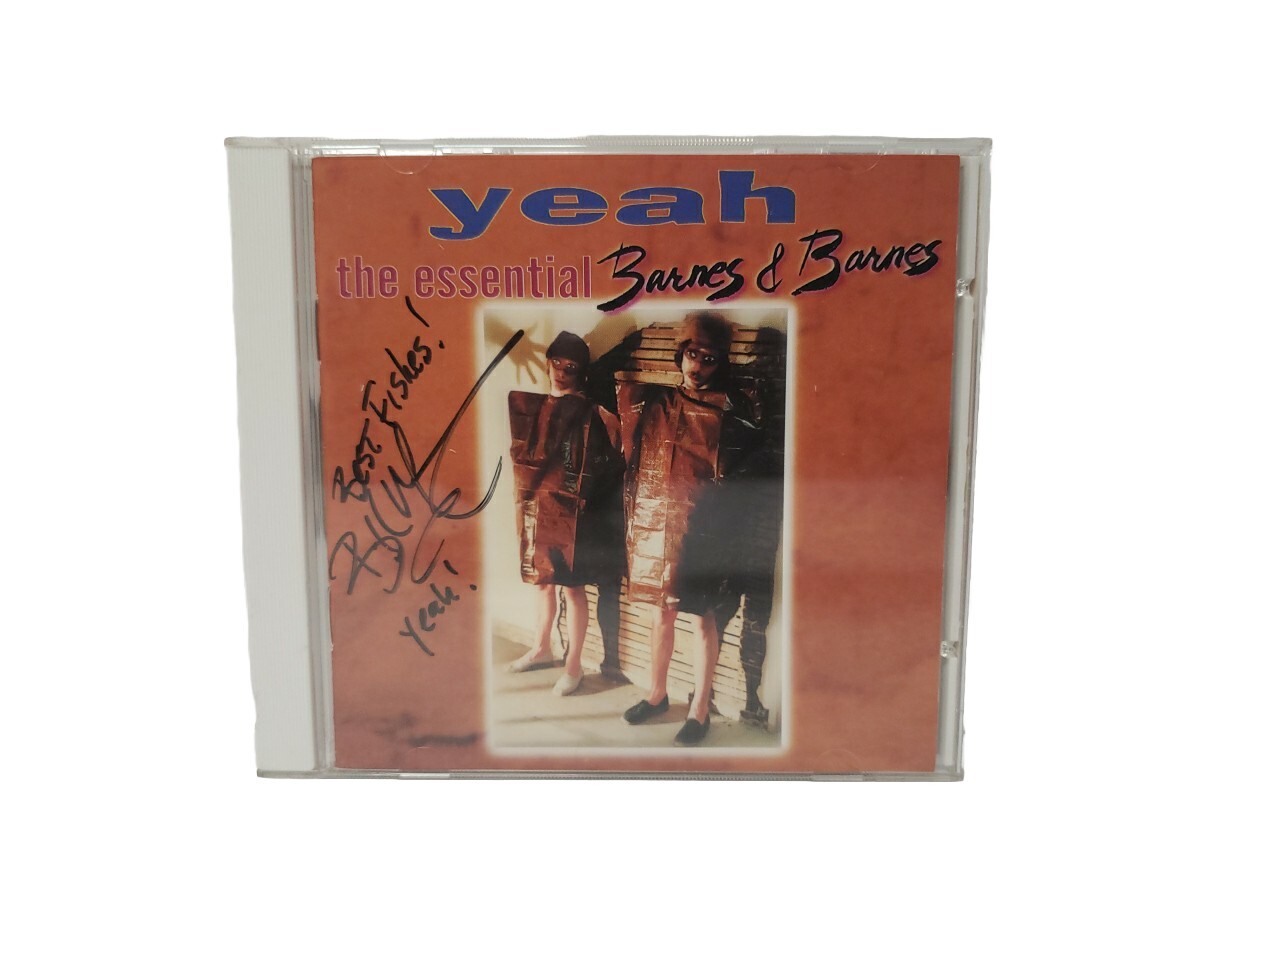 yeah
the essential Barnes & Barnes
Best Fishes!
yeah!